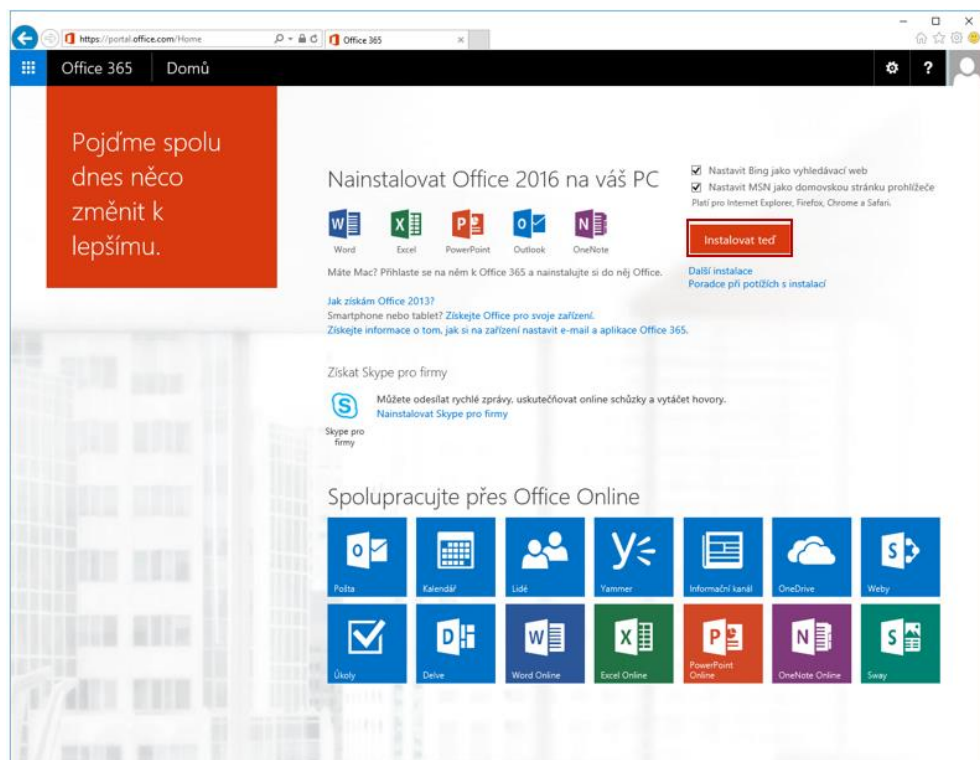 https://portal.office.com/Home
Office 365
Office 365
Domů
?
Pojďme spolu
dnes něco
změnit k
lepšímu.
Nainstalovat Office 2016 na váš PC
Word
Excel
PowerPoint
Outlook
OneNote
Máte Mac? Přihlaste se na něm k Office 365 a nainstalujte si do něj Office.
Nastavit Bing jako vyhledávací web
Nastavit MSN jako domovskou stránku prohlížeče
Platí pro Internet Explorer, Firefox, Chrome a Safari.
Instalovat teď
Další instalace
Poradce při potížích s instalací
Jak získám Office 2013?
Smartphone nebo tablet? Získejte Office pro svoje zařízení.
Získejte informace o tom, jak si na zařízení nastavit e-mail a aplikace Office 365.
Získat Skype pro firmy
Skype pro
firmy
Můžete odesílat rychlé zprávy, uskutečňovat online schůzky a vytáčet hovory.
Nainstalovat Skype pro firmy
Spolupracujte přes Office Online
Pošta
Kalendář
Lidé
Yammer
Informační kanál
OneDrive
Weby
Úkoly
Delve
Word Online
Excel Online
PowerPoint
Online
OneNote Online
Sway